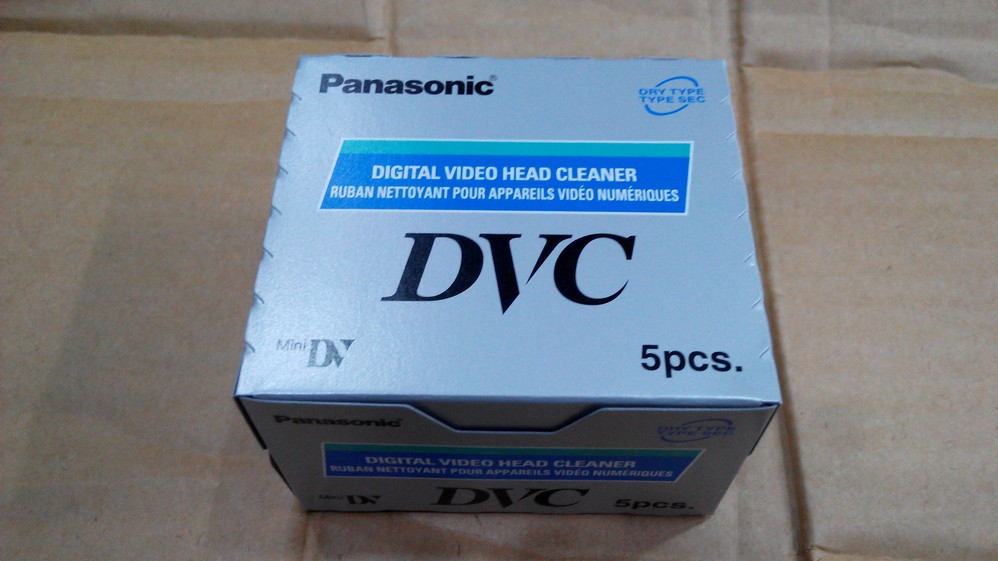 Panasonic®
DRY TYPE
TYPE SEC
DIGITAL VIDEO HEAD CLEANER
RUBAN NETTOYANT POUR APPAREILS VIDÉO NUMÉRIQUES
DVC
Mini DV
5pcs.
Panasonic
DRY TYPE
TYPE SEC
DIGITAL VIDEO HEAD CLEANER
RUBAN NETTOYANT POUR APPAREILS VIDÉO NUMÉRIQUES
Mini DV
DVC
5pcs.